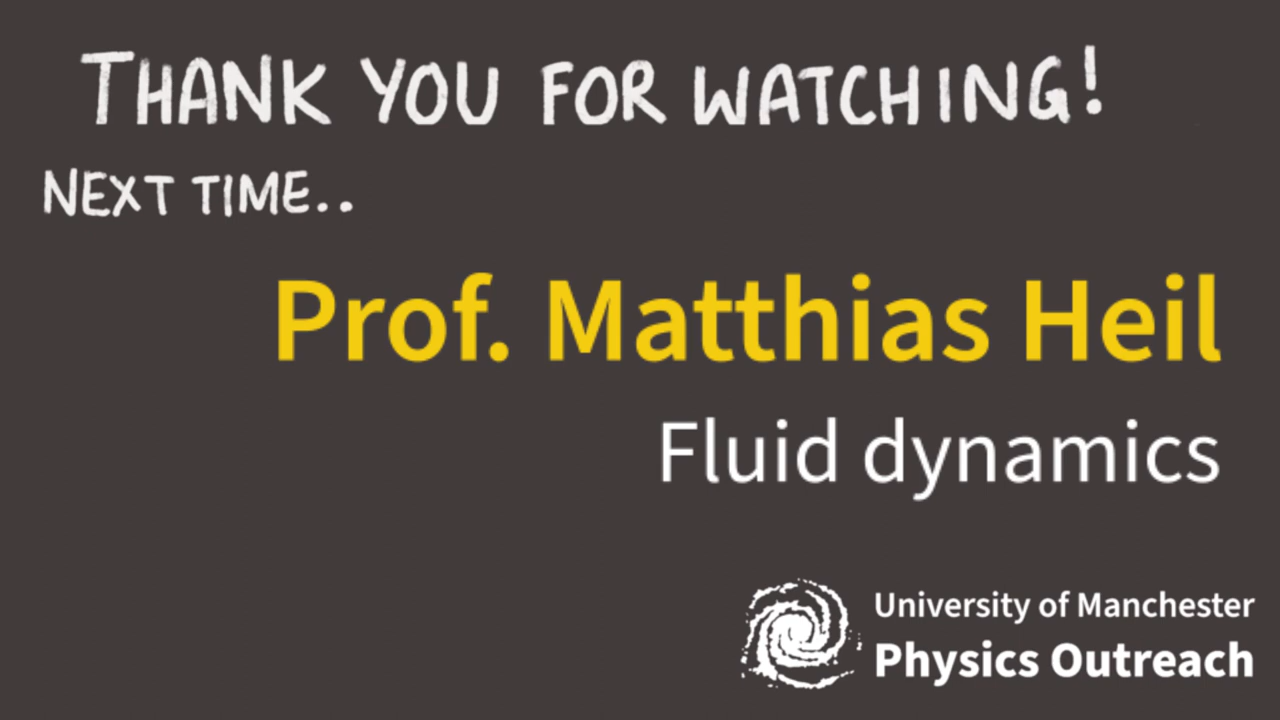 THANK YOU FOR WATCHING!
NEXT TIME..
Prof. Matthias Heil
Fluid dynamics
University of Manchester
Physics Outreach